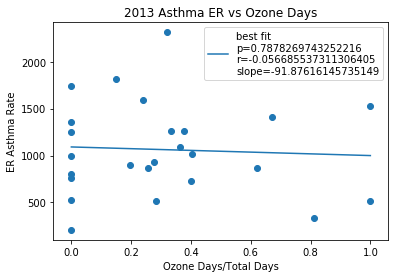 2013 Asthma ER vs Ozone Days
best fit
p=0.7878269743252216
r=-0.056685537311306405
slope=-91.87616145735149
2000
1500
1000
500
ER Asthma Rate
0.0 0.2 0.4 0.6 0.8 1.0
Ozone Days/Total Days